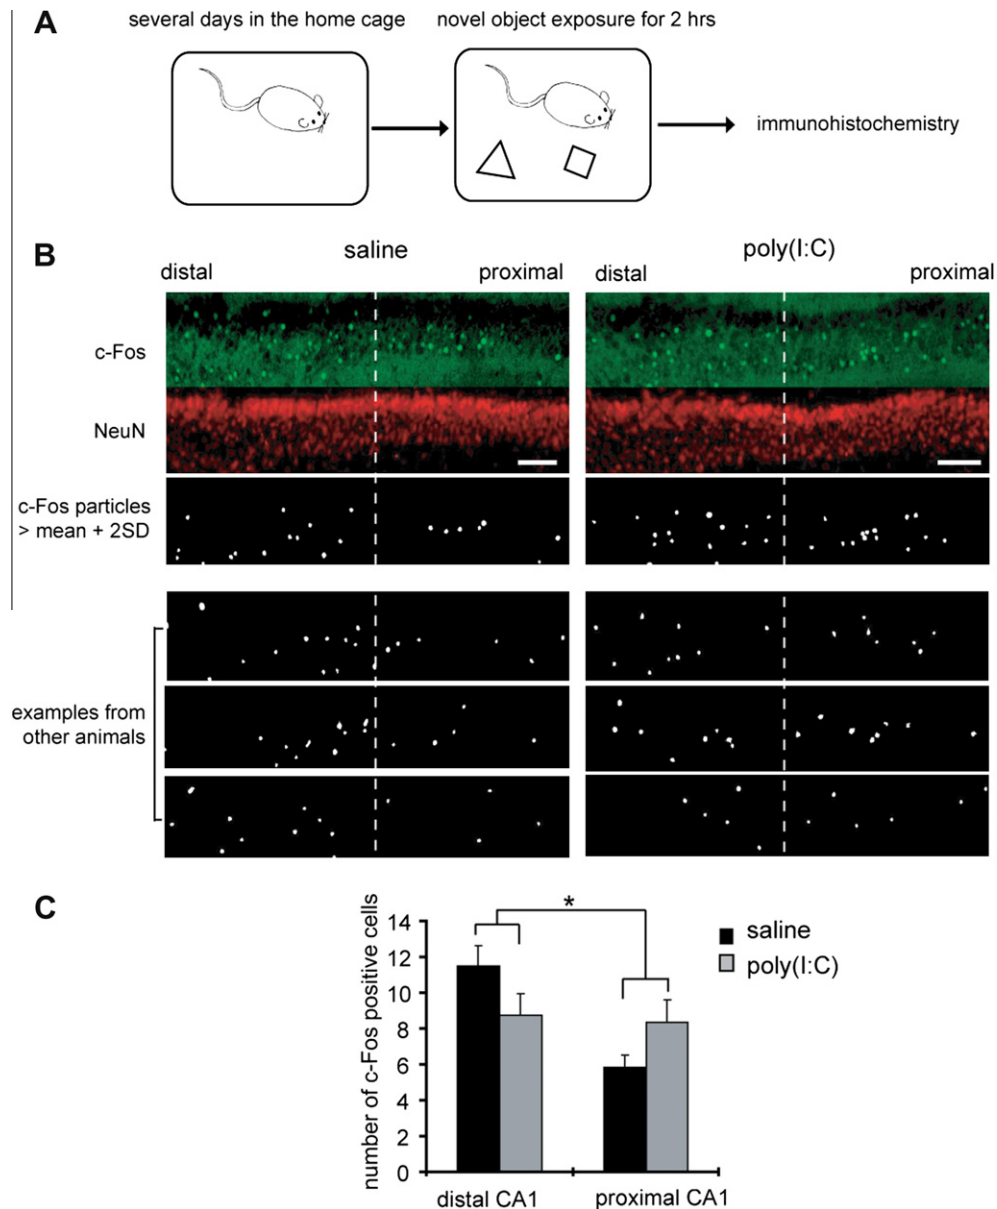 A
several days in the home cage
novel object exposure for 2 hrs
immunohistochemistry
B
saline
poly(I:C)
distal
proximal
distal
proximal
c-Fos
NeuN
c-Fos particles
> mean + 2SD
examples from
other animals
C
number of c-Fos positive cells
14
12
10
8
6
4
2
0
*
saline
poly(I:C)
distal CA1
proximal CA1